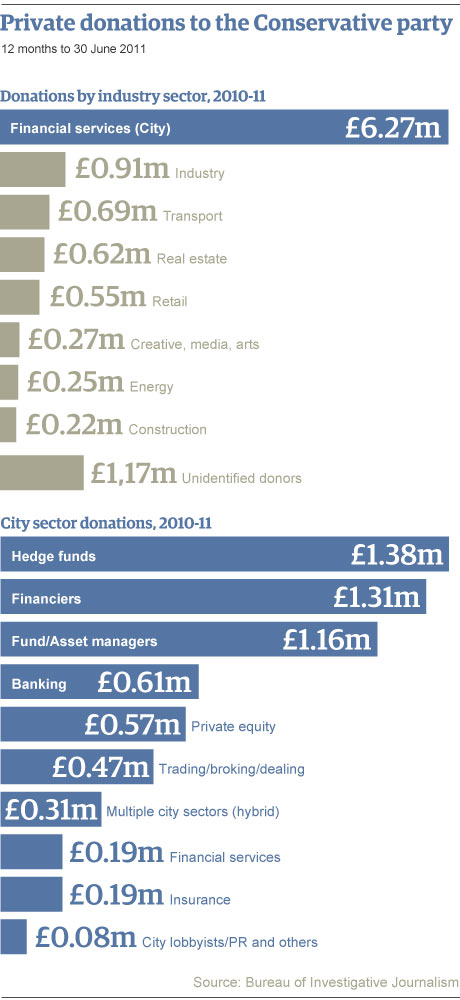 Private donations to the Conservative party
12 months to 30 June 2011
Donations by industry sector, 2010-11
Financial services (City) £6.27m
£0.91m Industry
£0.69m Transport
£0.62m Real estate
£0.55m Retail
£0.27m Creative, media, arts
£0.25m Energy
£0.22m Construction
£1,17m Unidentified donors
City sector donations, 2010-11
Hedge funds £1.38m
Financiers £1.31m
Fund/Asset managers £1.16m
Banking £0.61m
£0.57m Private equity
£0.47m Trading/broking/dealing
£0.31m Multiple city sectors (hybrid)
£0.19m Financial services
£0.19m Insurance
£0.08m City lobbyists/PR and others
Source: Bureau of Investigative Journalism